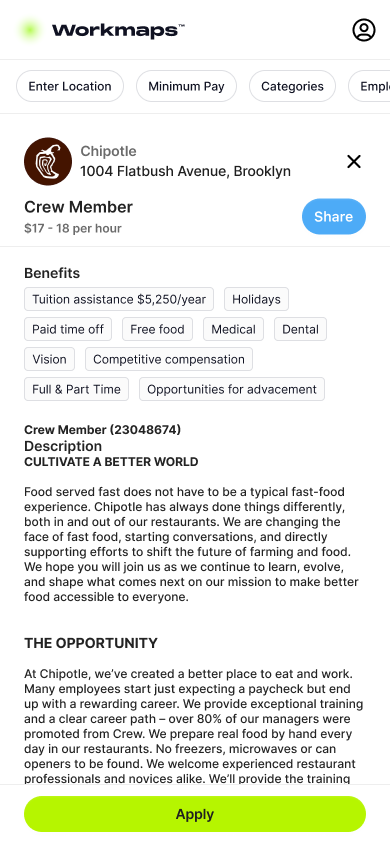 Workmaps™
Enter Location
Minimum Pay
Categories
Empl
Chipotle
1004 Flatbush Avenue, Brooklyn
Crew Member
$17 - 18 per hour
Share
Benefits
Tuition assistance $5,250/year
Holidays
Paid time off
Free food
Medical
Dental
Vision
Competitive compensation
Full & Part Time
Opportunities for advacement
Crew Member (23048674)
Description
CULTIVATE A BETTER WORLD
Food served fast does not have to be a typical fast-food
experience. Chipotle has always done things differently,
both in and out of our restaurants. We are changing the
face of fast food, starting conversations, and directly
supporting efforts to shift the future of farming and food.
We hope you will join us as we continue to learn, evolve,
and shape what comes next on our mission to make better
food accessible to everyone.
THE OPPORTUNITY
At Chipotle, we’ve created a better place to eat and work.
Many employees start just expecting a paycheck but end
up with a rewarding career. We provide exceptional training
and a clear career path – over 80% of our managers were
promoted from Crew. We prepare real food by hand every
day in our restaurants. No freezers, microwaves or can
openers to be found. We welcome experienced restaurant
professionals and novices alike. We’ll provide the training
Apply